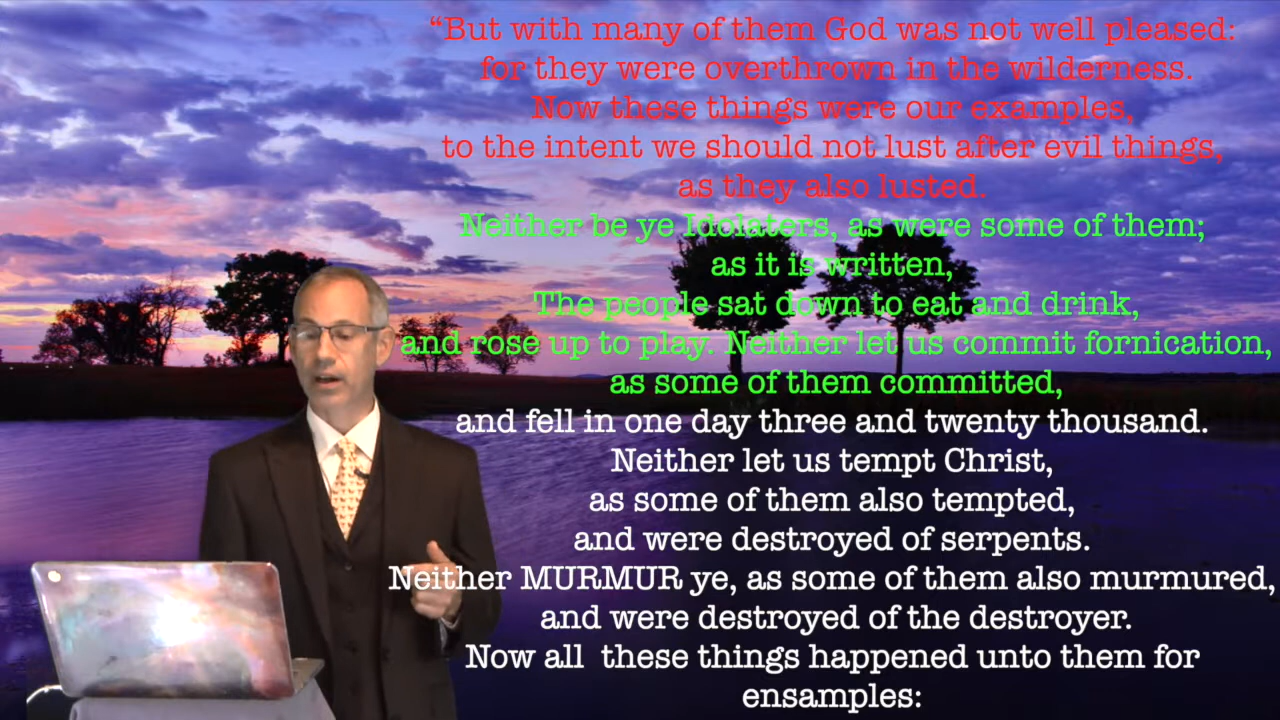 “But with many of them God was not well pleased:
for they were overthrown in the wilderness.
Now these things were our examples,
to the intent we should not lust after evil things,
as they also lusted.
Neither be ye Idolaters, as were some of them;
as it is written,
The people sat down to eat and drink,
and rose up to play. Neither let us commit fornication,
as some of them committed,
and fell in one day three and twenty thousand.
Neither let us tempt Christ,
as some of them also tempted,
and were destroyed of serpents.
Neither MURMUR ye, as some of them also murmured,
and were destroyed of the destroyer.
Now all  these things happened unto them for
ensamples: